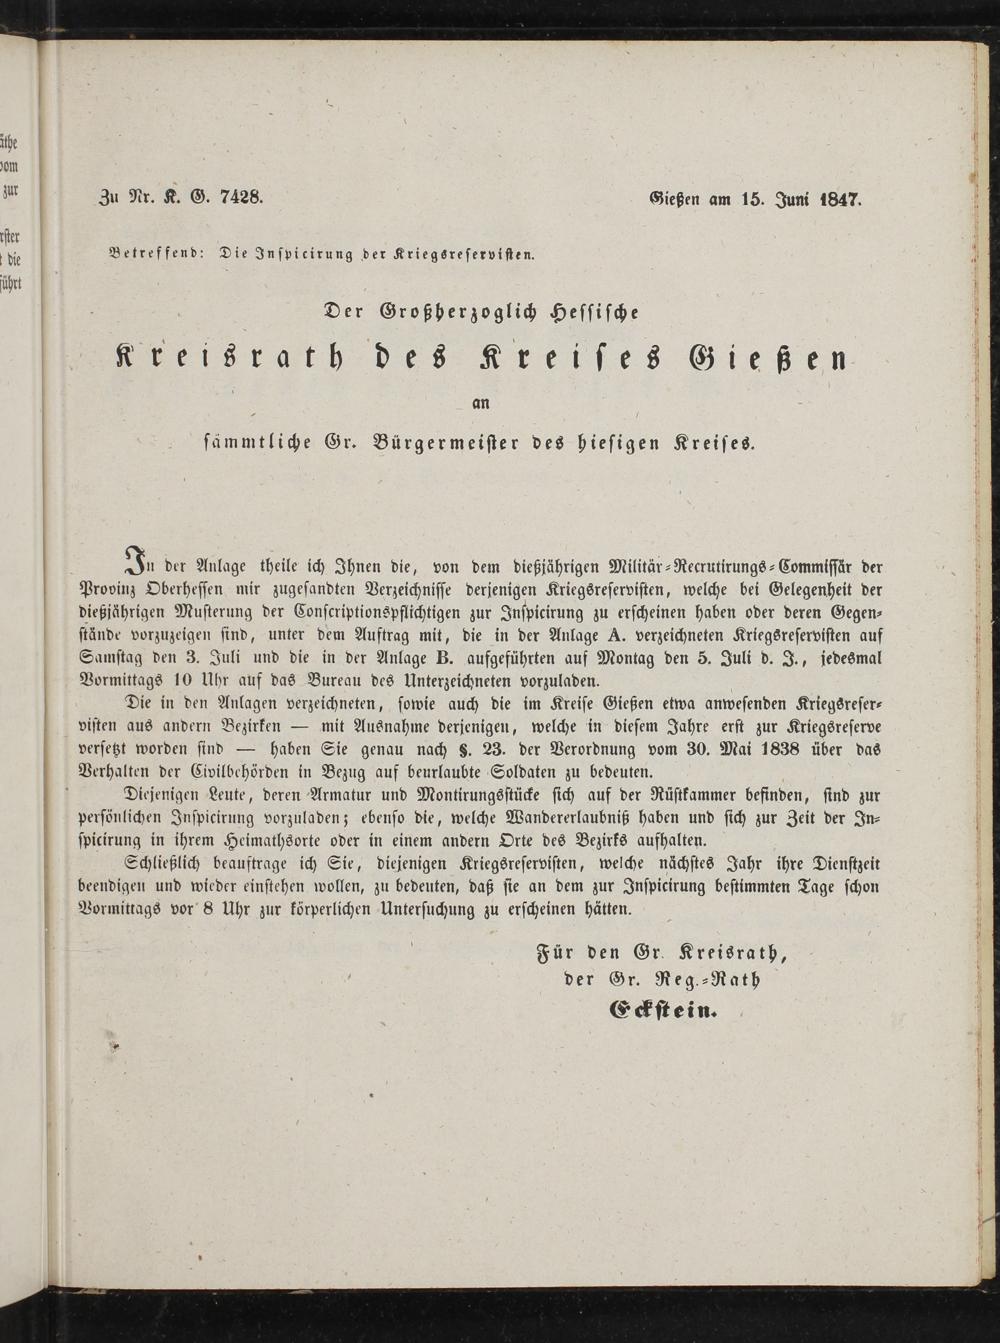 äthe
vom
zur
rster
t die
führt
Zu Nr. K. G. 7428. Gießen am 15. Juni 1847.
Betreffend: Die Inspicirung der Kriegsreservisten.
Der Großherzoglich Hessische
Kreisrath des Kreises Gießen
an
sämmtliche Gr. Bürgermeister des hiesigen Kreises.
In der Anlage theile ich Ihnen die, von dem dießjährigen Militär-Recrutirungs-Commissär der
Provinz Oberhessen mir zugesandten Verzeichnisse derjenigen Kriegsreservisten, welche bei Gelegenheit der
dießjährigen Musterung der Conscriptionspflichtigen zur Inspicirung zu erscheinen haben oder deren Gegen-
stände vorzuzeigen sind, unter dem Auftrag mit, die in der Anlage A. verzeichneten Kriegsreservisten auf
Samstag den 3. Juli und die in der Anlage B. aufgeführten auf Montag den 5. Juli d. J., jedesmal
Vormittags 10 Uhr auf das Bureau des Unterzeichneten vorzuladen.
Die in den Anlagen verzeichneten, sowie auch die im Kreise Gießen etwa anwesenden Kriegsreser-
visten aus andern Bezirken — mit Ausnahme derjenigen, welche in diesem Jahre erst zur Kriegsreserve
versetzt worden sind — haben Sie genau nach §. 23. der Verordnung vom 30. Mai 1838 über das
Verhalten der Civilbehörden in Bezug auf beurlaubte Soldaten zu bedeuten.
Diejenigen Leute, deren Armatur und Montirungsstücke sich auf der Rüstkammer befinden, sind zur
persönlichen Inspicirung vorzuladen; ebenso die, welche Wandererlaubniß haben und sich zur Zeit der In-
spicirung in ihrem Heimathsorte oder in einem andern Orte des Bezirks aufhalten.
Schließlich beauftrage ich Sie, diejenigen Kriegsreservisten, welche nächstes Jahr ihre Dienstzeit
beendigen und wieder einstehen wollen, zu bedeuten, daß sie an dem zur Inspicirung bestimmten Tage schon
Vormittags vor 8 Uhr zur körperlichen Untersuchung zu erscheinen hätten.
Für den Gr. Kreisrath,
der Gr. Reg.-Rath
Eckstein.